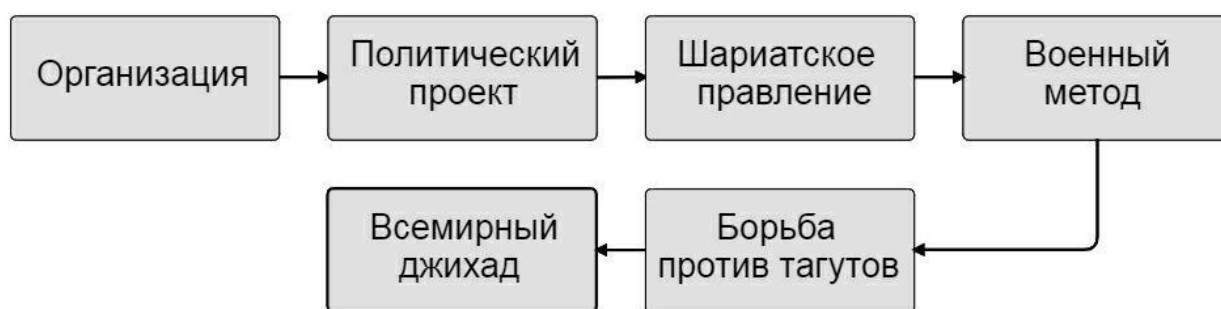 Организация
Политический
проект
Шариатское
правление
Военный
метод
Борьба
против тагутов
Всемирный
джихад